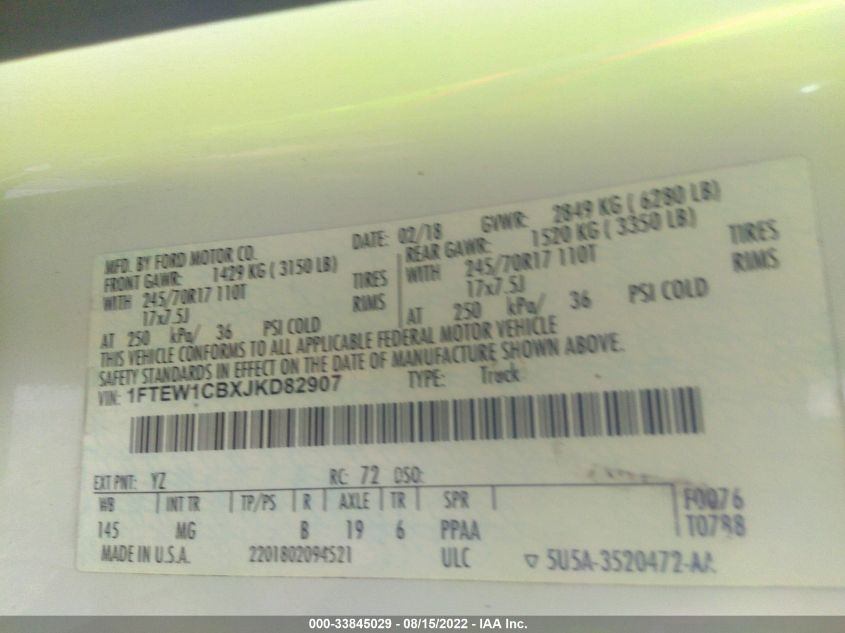 MFD. BY FORD MOTOR CO. DATE: 02/18 GVWR: 2849 KG ( 6280 LB)
FRONT GAWR: 1429 KG ( 3150 LB) REAR GAWR: 1520 KG ( 3350 LB)
WITH 245/70R17 110T TIRES WITH 245/70R17 110T TIRES
17x7.5J RIMS 17x7.5J RIMS
AT 250 kPa/ 36 PSI COLD AT 250 kPa/ 36 PSI COLD
THIS VEHICLE CONFORMS TO ALL APPLICABLE FEDERAL MOTOR VEHICLE
SAFETY STANDARDS IN EFFECT ON THE DATE OF MANUFACTURE SHOWN ABOVE.
VIN: 1FTEW1CBXJKD82907 TYPE: Truck
EXT PNT: YZ RC: 72 DSO:
WB INT TR TP/PS R AXLE TR SPR F0076
145 MG B 19 6 PPAA T0788
MADE IN U.S.A. 2201802094521 ULC ▽ 5U5A-3520472-AA
000-33845029 - 08/15/2022 - IAA Inc.